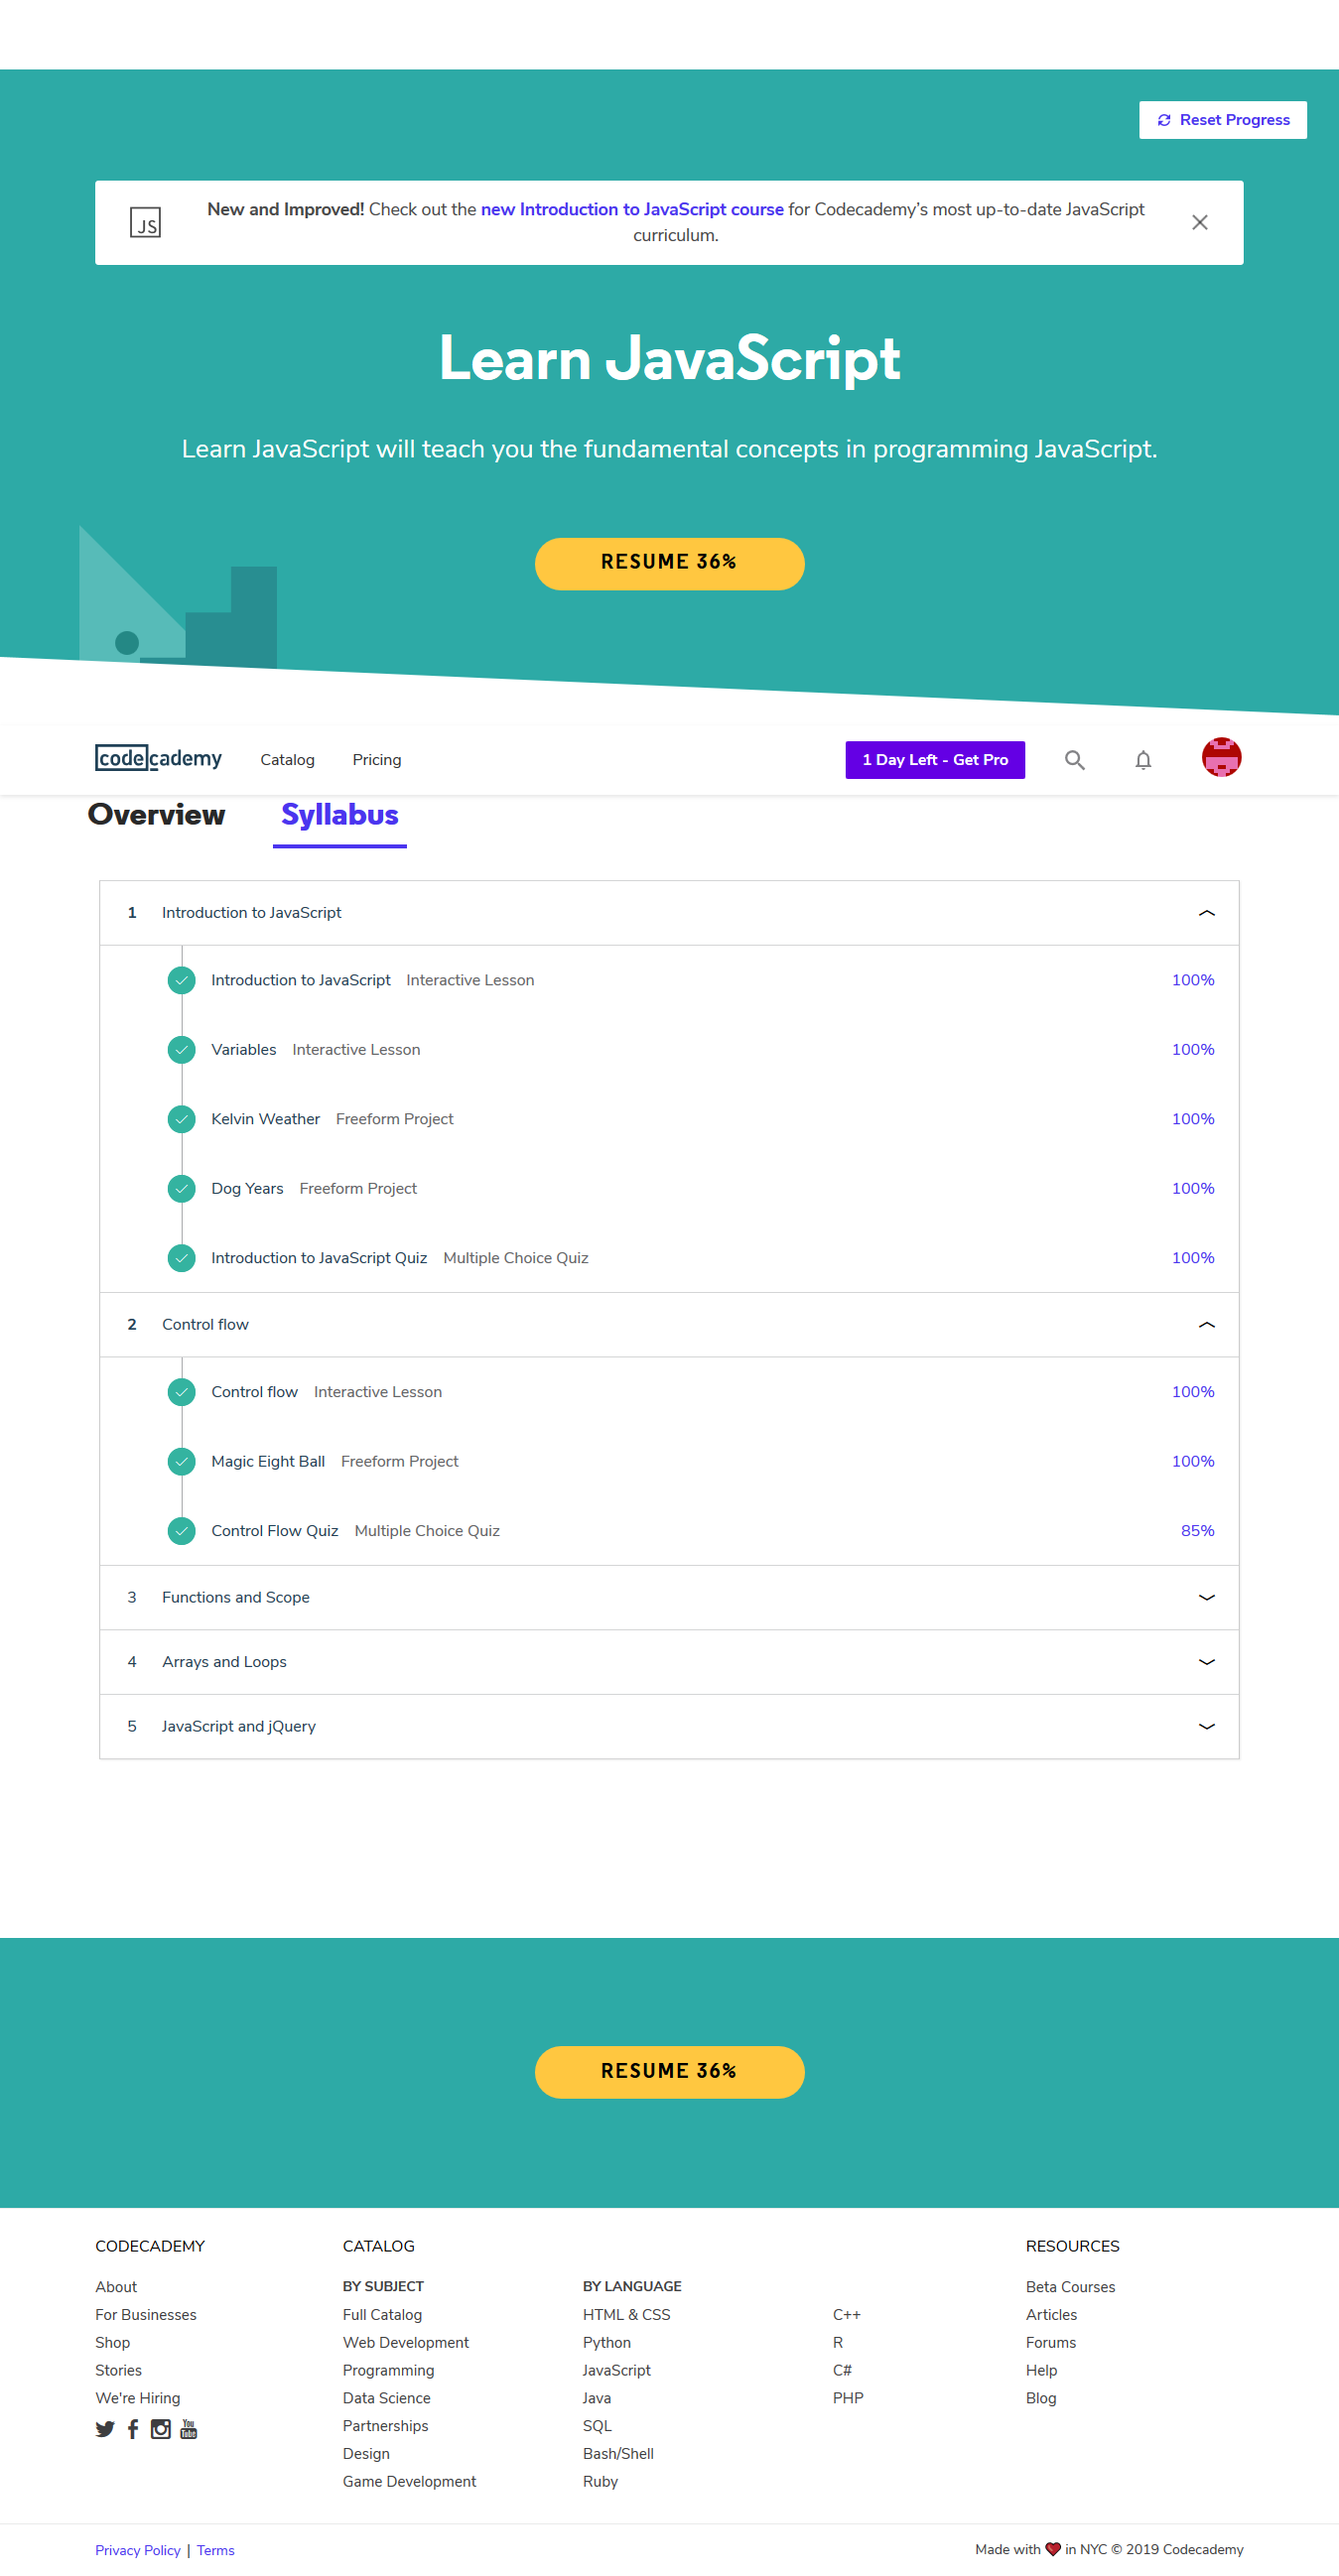 Reset Progress
JS
New and Improved! Check out the new Introduction to JavaScript course for Codecademy's most up-to-date JavaScript
curriculum.
Learn JavaScript
Learn JavaScript will teach you the fundamental concepts in programming JavaScript.
RESUME 36%
codecademy Catalog Pricing 1 Day Left - Get Pro
Overview Syllabus
1 Introduction to JavaScript
Introduction to JavaScript Interactive Lesson 100%
Variables Interactive Lesson 100%
Kelvin Weather Freeform Project 100%
Dog Years Freeform Project 100%
Introduction to JavaScript Quiz Multiple Choice Quiz 100%
2 Control flow
Control flow Interactive Lesson 100%
Magic Eight Ball Freeform Project 100%
Control Flow Quiz Multiple Choice Quiz 85%
3 Functions and Scope
4 Arrays and Loops
5 JavaScript and jQuery
RESUME 36%
CODECADEMY
About
For Businesses
Shop
Stories
We're Hiring
You Tube
CATALOG
BY SUBJECT
Full Catalog
Web Development
Programming
Data Science
Partnerships
Design
Game Development
BY LANGUAGE
HTML & CSS
Python
JavaScript
Java
SQL
Bash/Shell
Ruby
C++
R
C#
PHP
RESOURCES
Beta Courses
Articles
Forums
Help
Blog
Privacy Policy | Terms
Made with ❤ in NYC © 2019 Codecademy